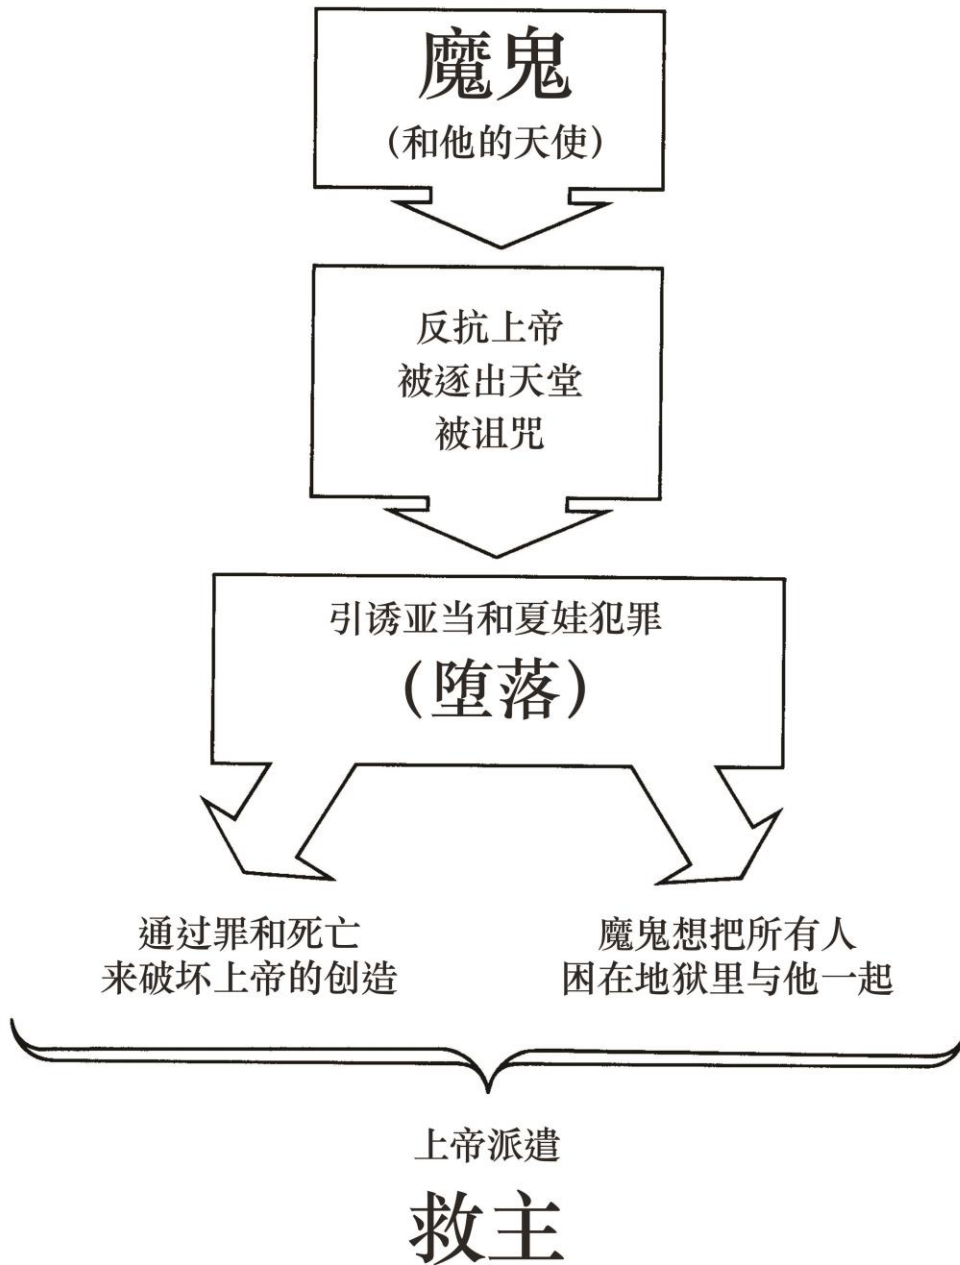 魔鬼
(和他的天使)
反抗上帝
被逐出天堂
被诅咒
引诱亚当和夏娃犯罪
(堕落)
通过罪和死亡
来破坏上帝的创造
魔鬼想把所有人
困在地狱里与他一起
上帝派遣
救主